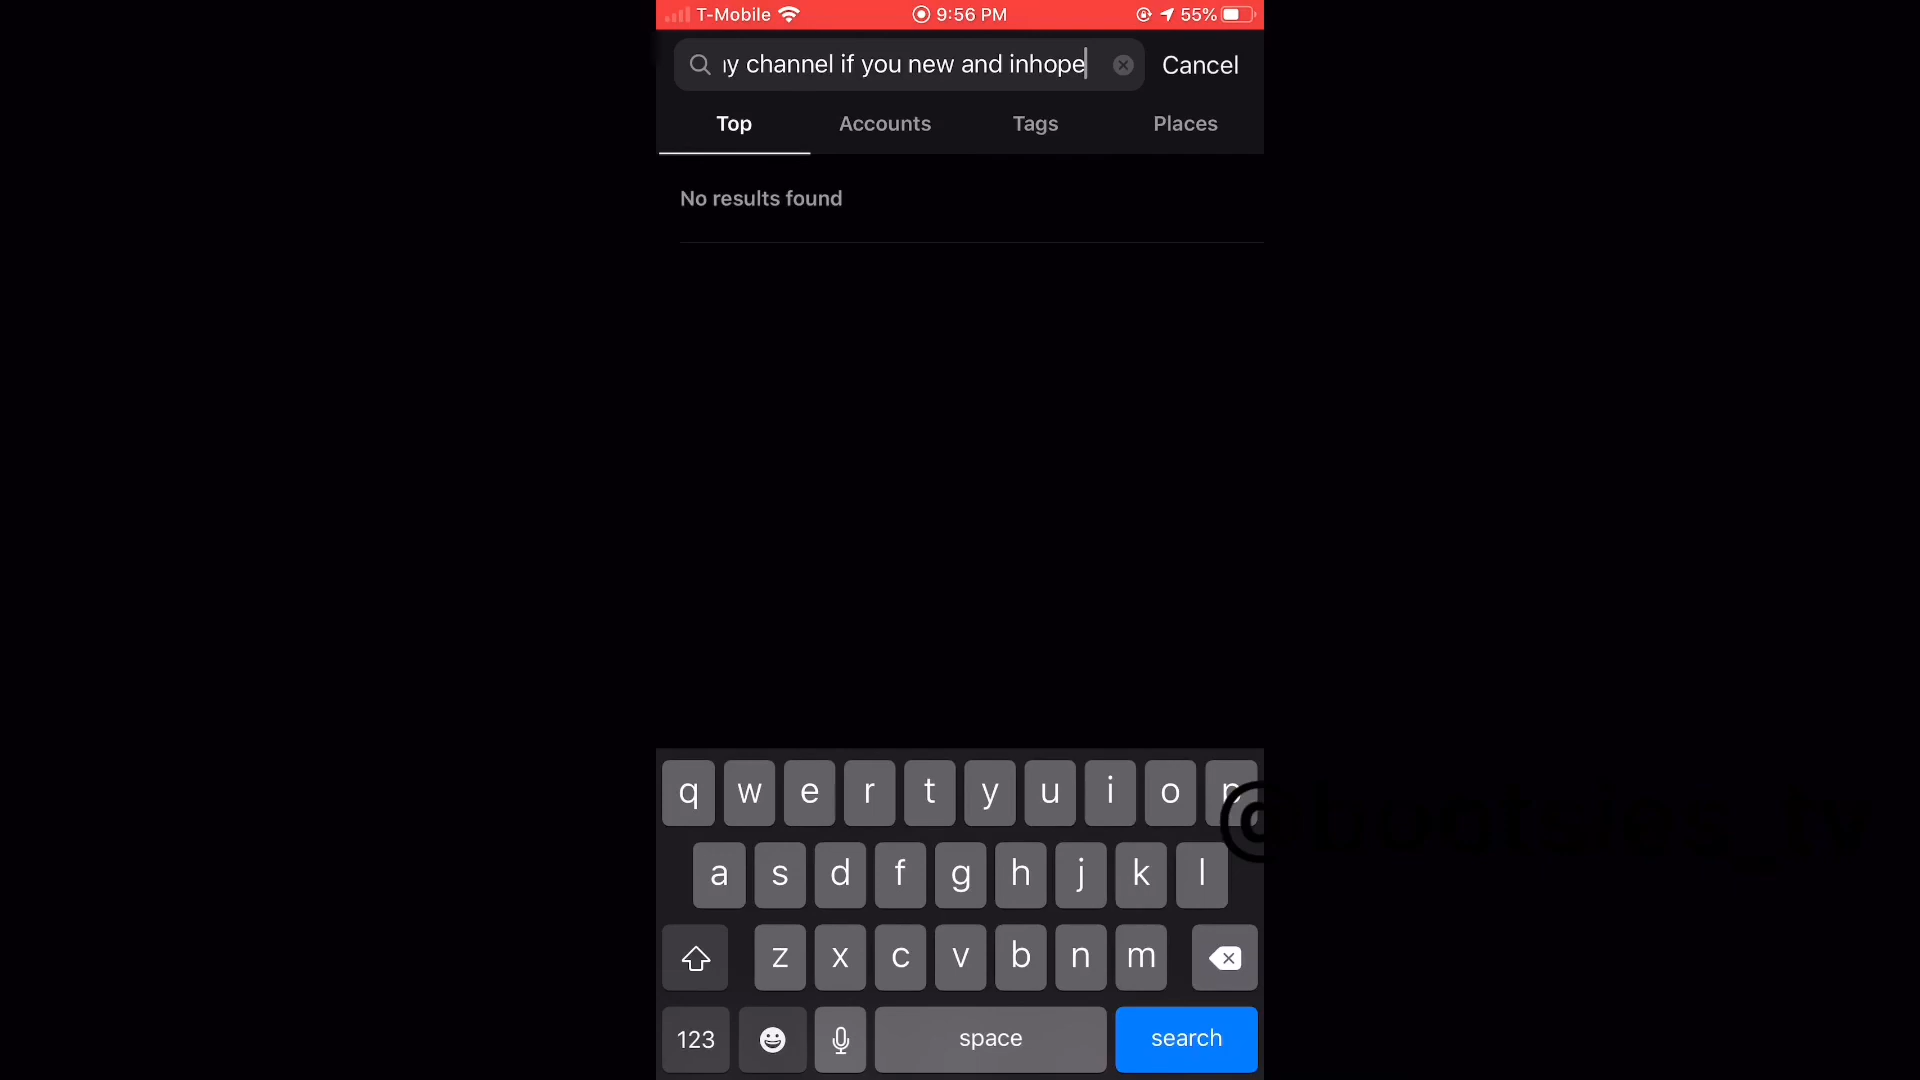 T-Mobile 9:56 PM 55%
y channel if you new and inhope Cancel
Top Accounts Tags Places
No results found
q w e r t y u i o p
a s d f g h j k l
z x c v b n m
123 space search